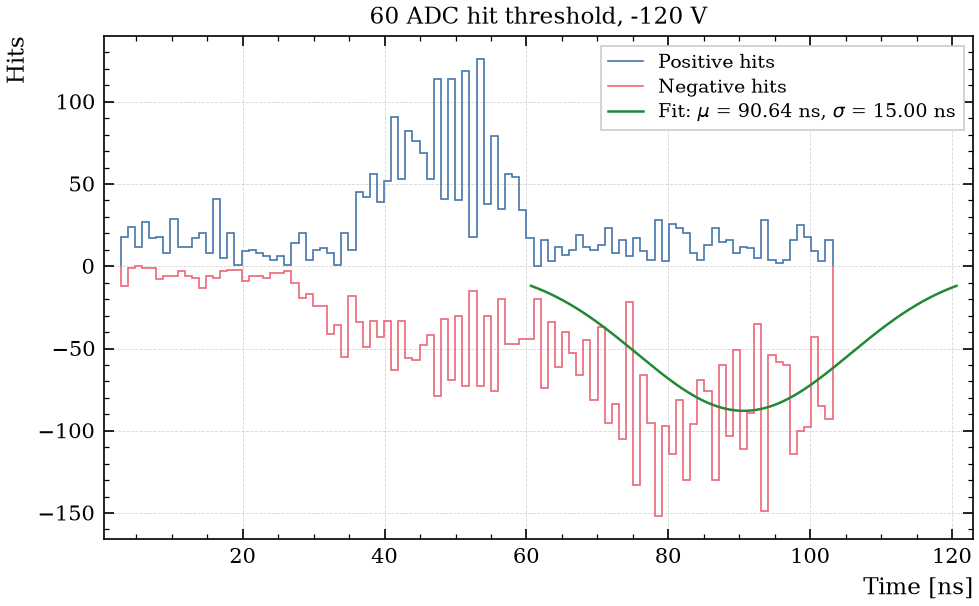 60 ADC hit threshold, -120 V
Hits
Positive hits
Negative hits
Fit: μ = 90.64 ns, σ = 15.00 ns
100
50
0
−50
−100
−150
20 40 60 80 100 120
Time [ns]